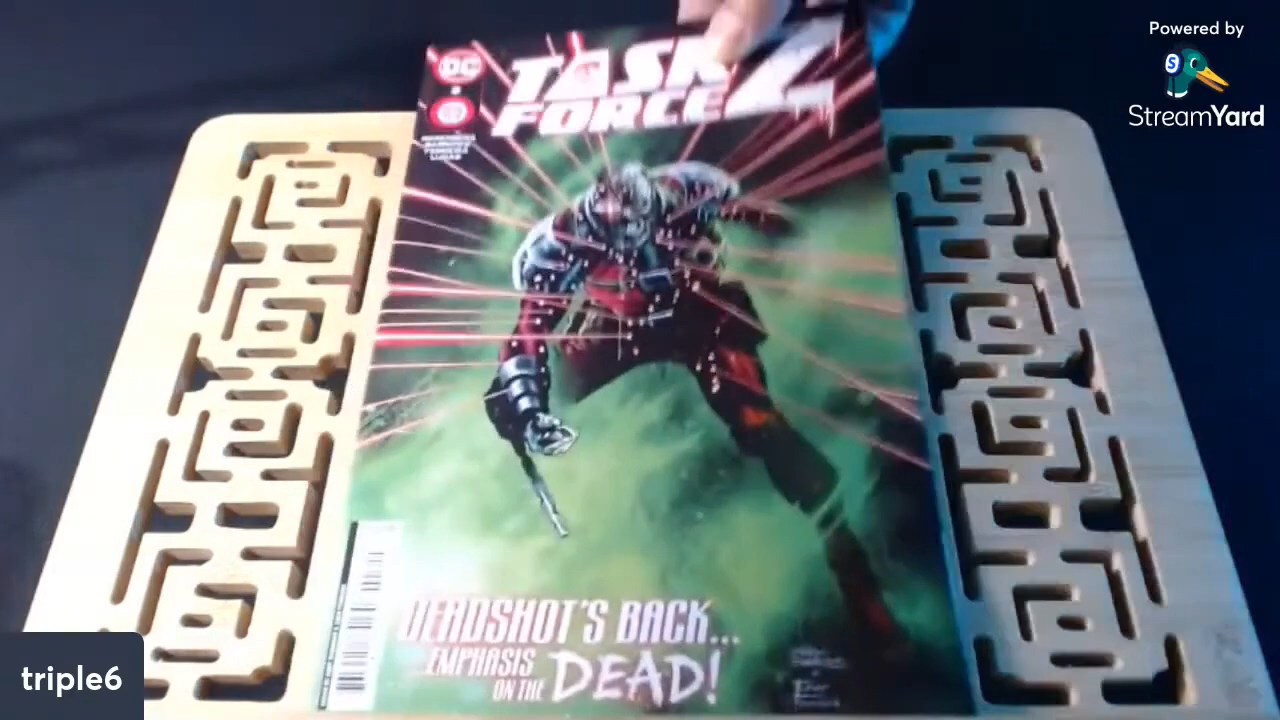 Powered by
StreamYard
DC
TASK
FORCE Z
DEADSHOT'S BACK...
...EMPHASIS
ON THE DEAD!
triple6